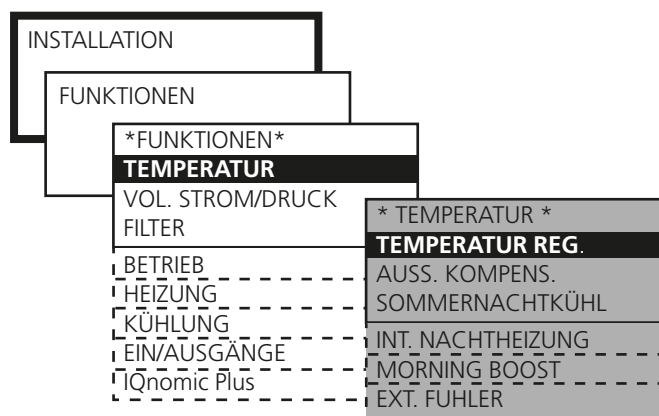 INSTALLATION
FUNKTIONEN
*FUNKTIONEN*
TEMPERATUR
VOL. STROM/DRUCK
FILTER
BETRIEB
HEIZUNG
KÜHLUNG
EIN/AUSGÄNGE
IQnomic Plus
* TEMPERATUR *
TEMPERATUR REG.
AUSS. KOMPENS.
SOMMERNACHTKÜHL
INT. NACHTHEIZUNG
MORNING BOOST
EXT. FUHLER